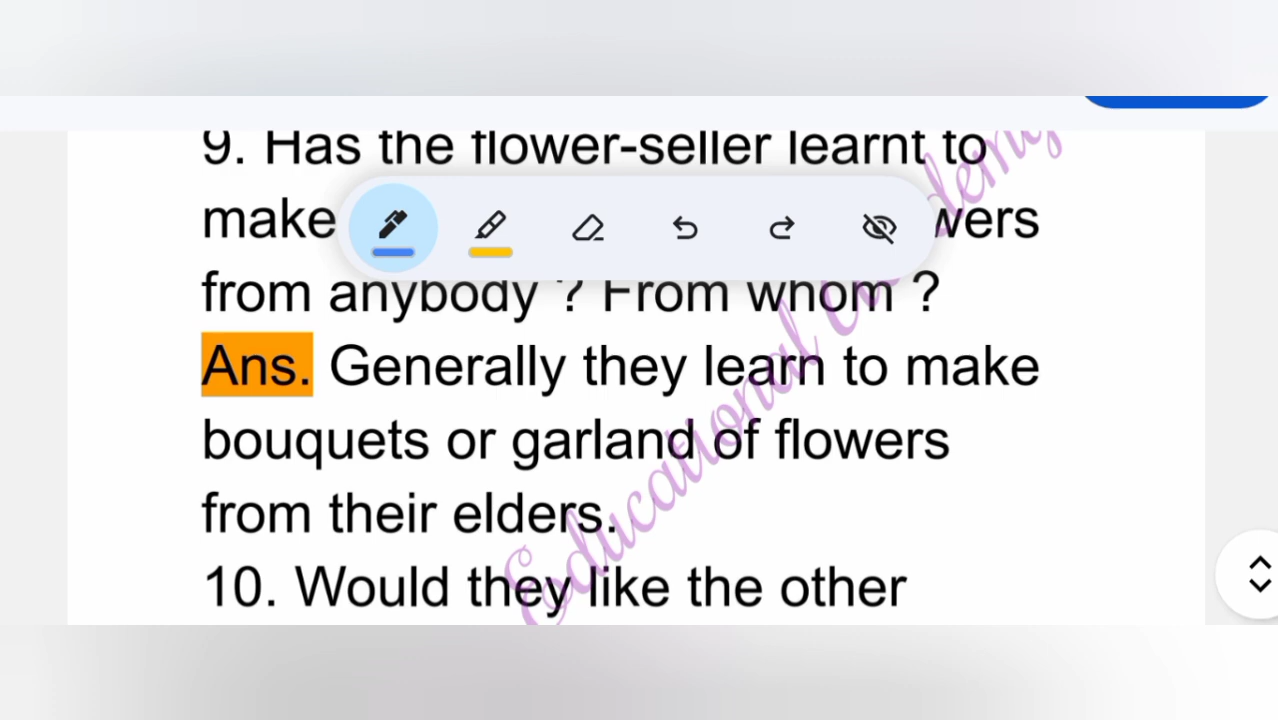 9. Has the flower-seller learnt to
make wers
from anybody ? From whom ?
Ans. Generally they learn to make
bouquets or garland of flowers
from their elders.
10. Would they like the other
Educational